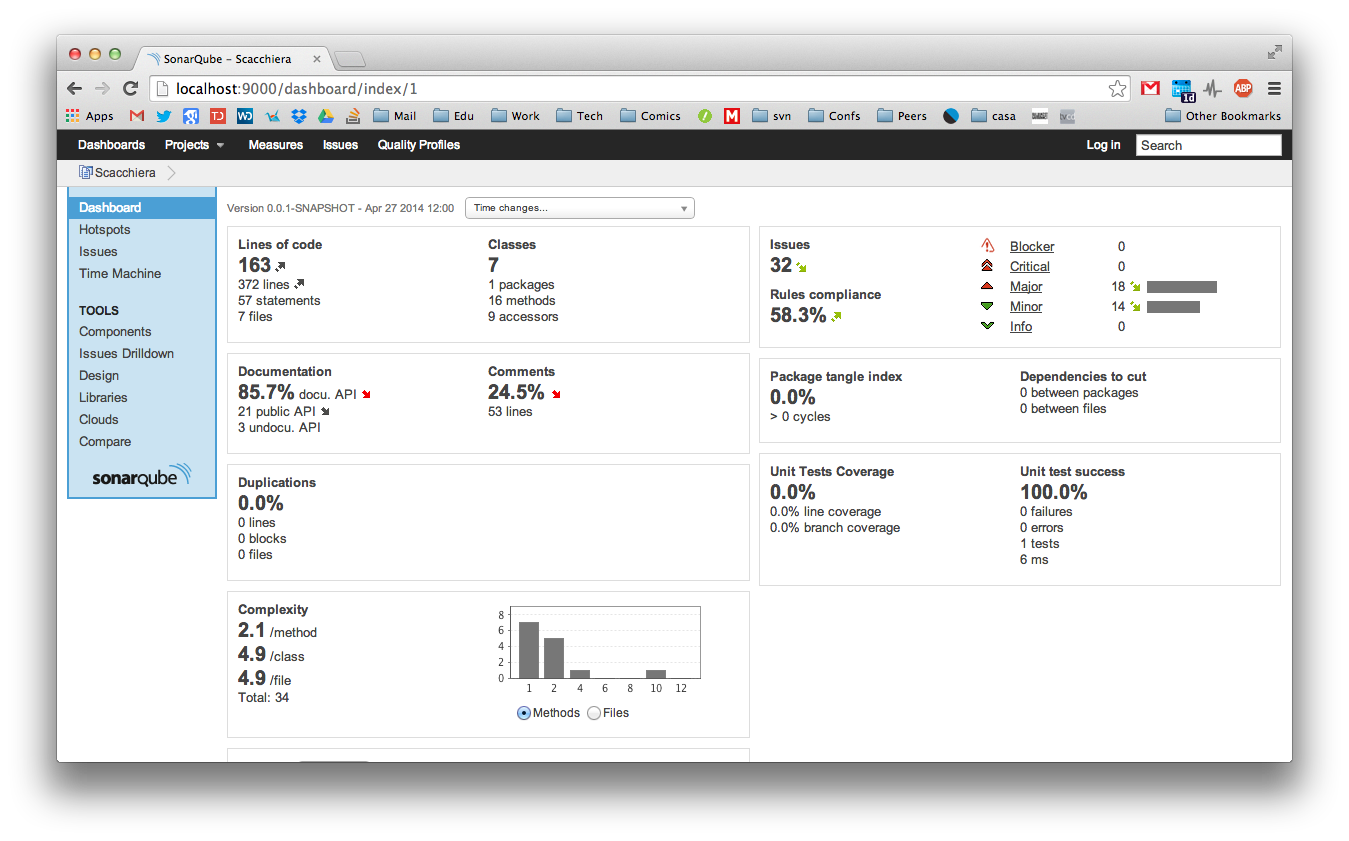 SonarQube - Scacchiera
localhost:9000/dashboard/index/1
1d
ABP
Apps
TD
WD
Mail
Edu
Work
Tech
Comics
M
svn
Confs
Peers
casa
Other Bookmarks
Dashboards
Projects
Measures
Issues
Quality Profiles
Log in
Search
Scacchiera
Dashboard
Hotspots
Issues
Time Machine
TOOLS
Components
Issues Drilldown
Design
Libraries
Clouds
Compare
sonarqube
Version 0.0.1-SNAPSHOT - Apr 27 2014 12:00
Time changes...
Lines of code
163
372 lines
57 statements
7 files
Classes
7
1 packages
16 methods
9 accessors
Documentation
85.7% docu. API
21 public API
3 undocu. API
Comments
24.5%
53 lines
Duplications
0.0%
0 lines
0 blocks
0 files
Complexity
2.1 /method
4.9 /class
4.9 /file
Total: 34
8
6
4
2
0
1 2 4 6 8 10 12
Methods
Files
Issues
32
Rules compliance
58.3%
Blocker 0
Critical 0
Major 18
Minor 14
Info 0
Package tangle index
0.0%
> 0 cycles
Dependencies to cut
0 between packages
0 between files
Unit Tests Coverage
0.0%
0.0% line coverage
0.0% branch coverage
Unit test success
100.0%
0 failures
0 errors
1 tests
6 ms